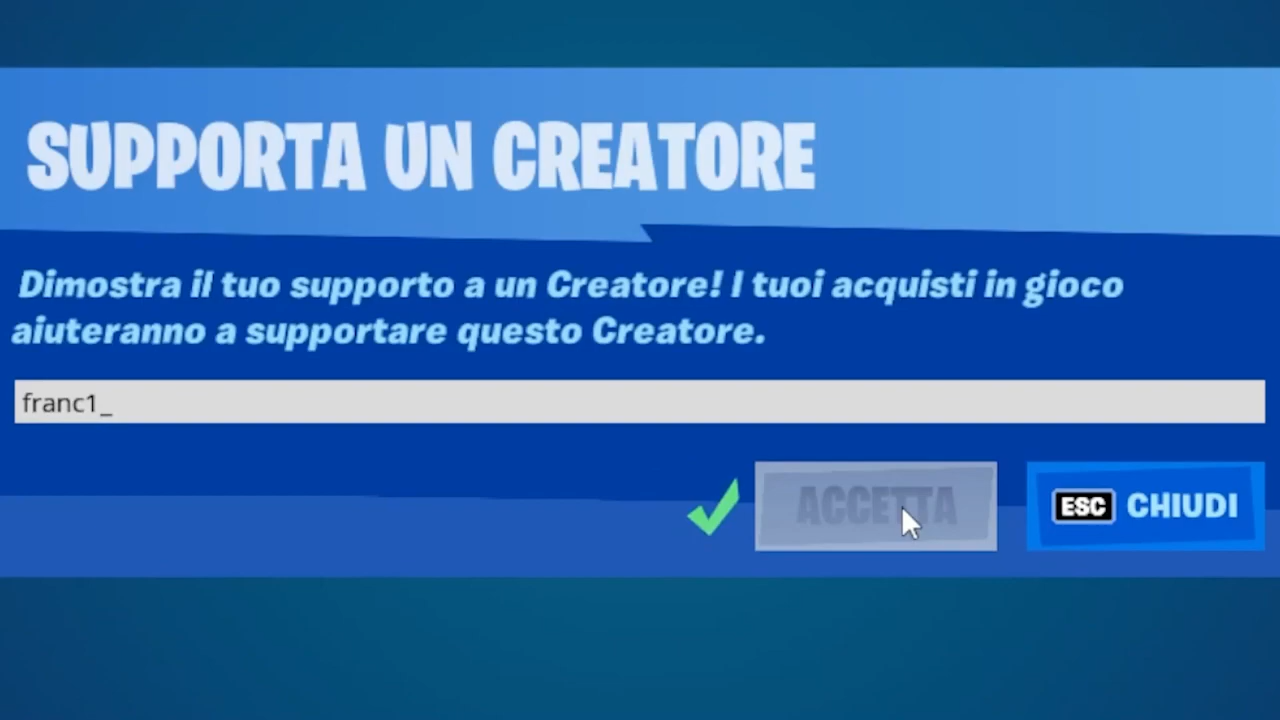 SUPPORTA UN CREATORE
Dimostra il tuo supporto a un Creatore! I tuoi acquisti in gioco
aiuteranno a supportare questo Creatore.
franc1_
ACCETTA
ESC CHIUDI